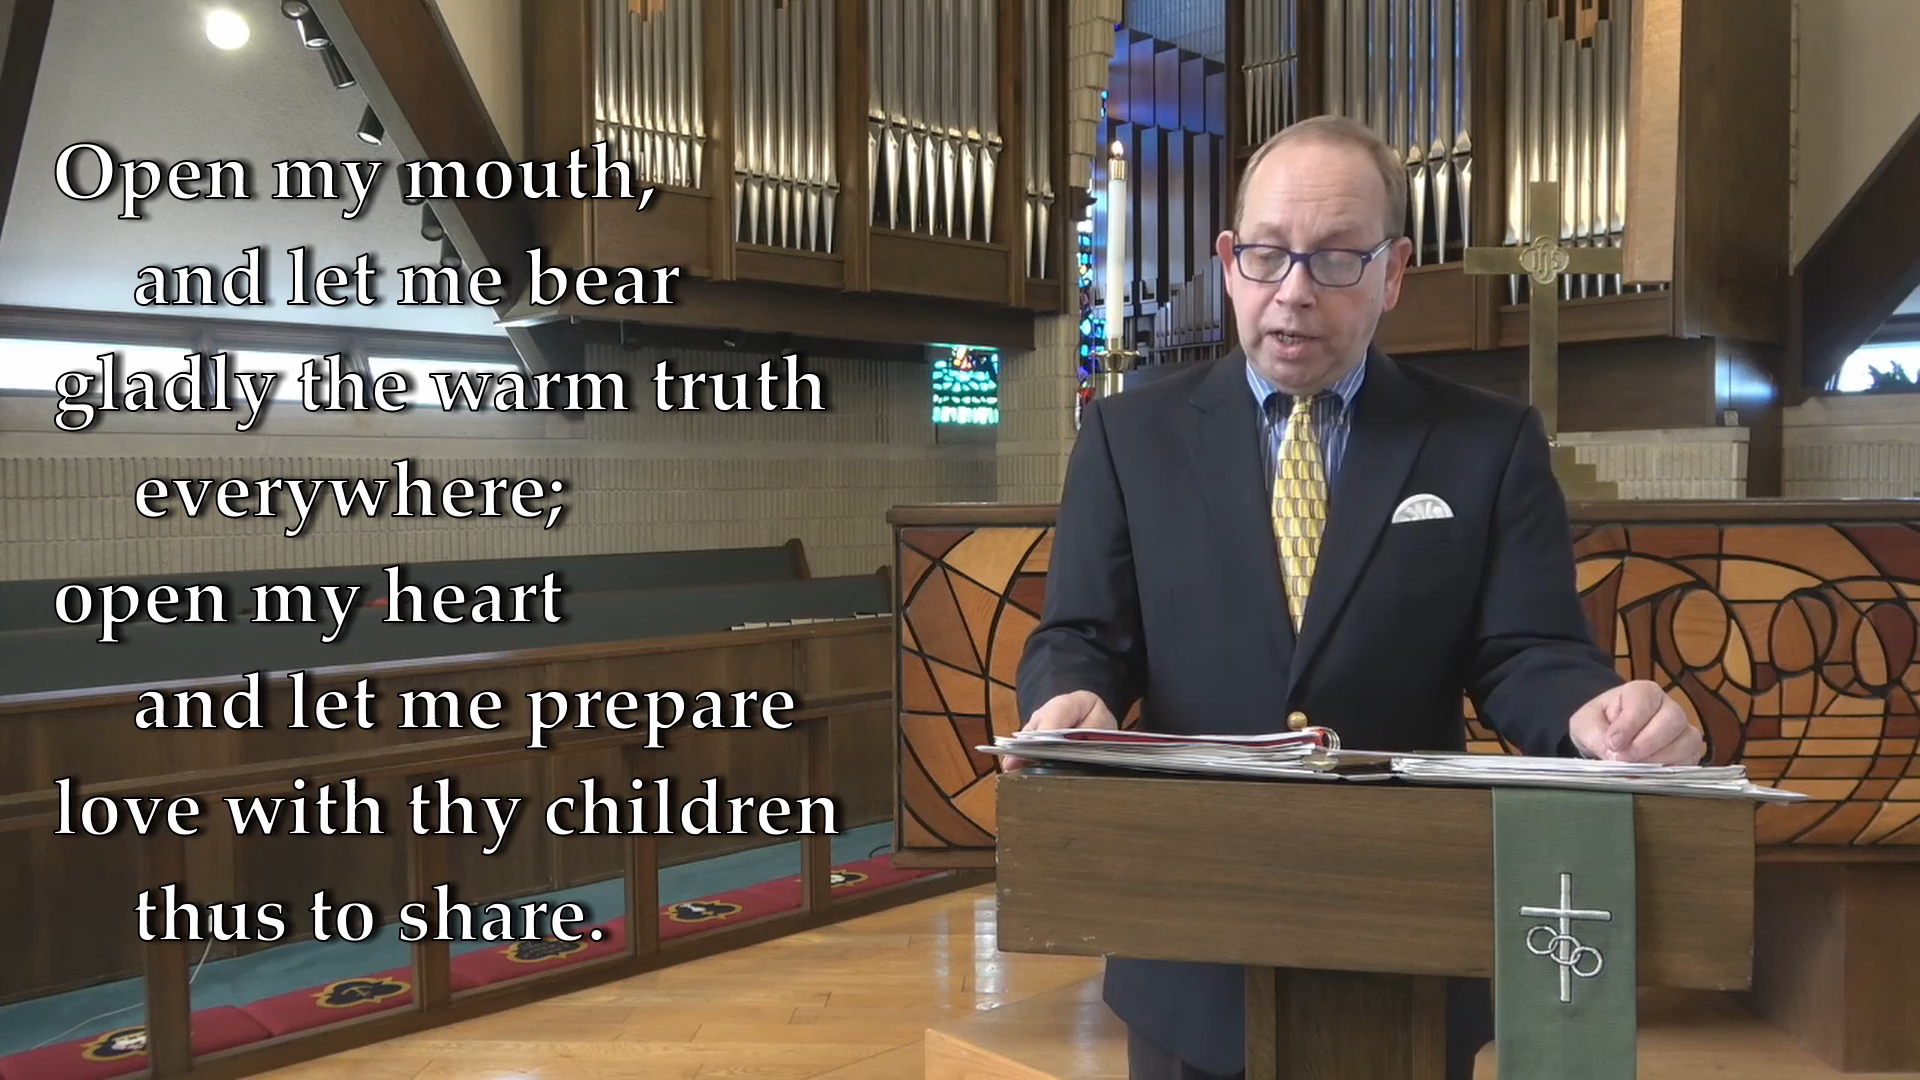 Open my mouth,
and let me bear
gladly the warm truth
everywhere;
open my heart
and let me prepare
love with thy children
thus to share.
IHS